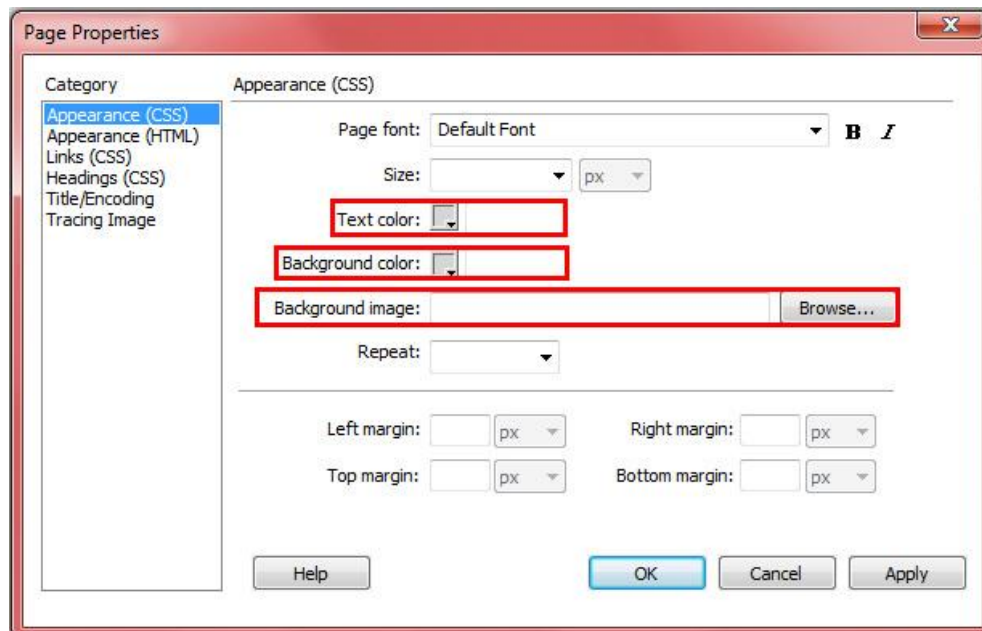 Page Properties
Category
Appearance (CSS)
Appearance (HTML)
Links (CSS)
Headings (CSS)
Title/Encoding
Tracing Image
Appearance (CSS)
Page font: Default Font B I
Size: px
Text color:
Background color:
Background image: Browse...
Repeat:
Left margin: px Right margin: px
Top margin: px Bottom margin: px
Help OK Cancel Apply